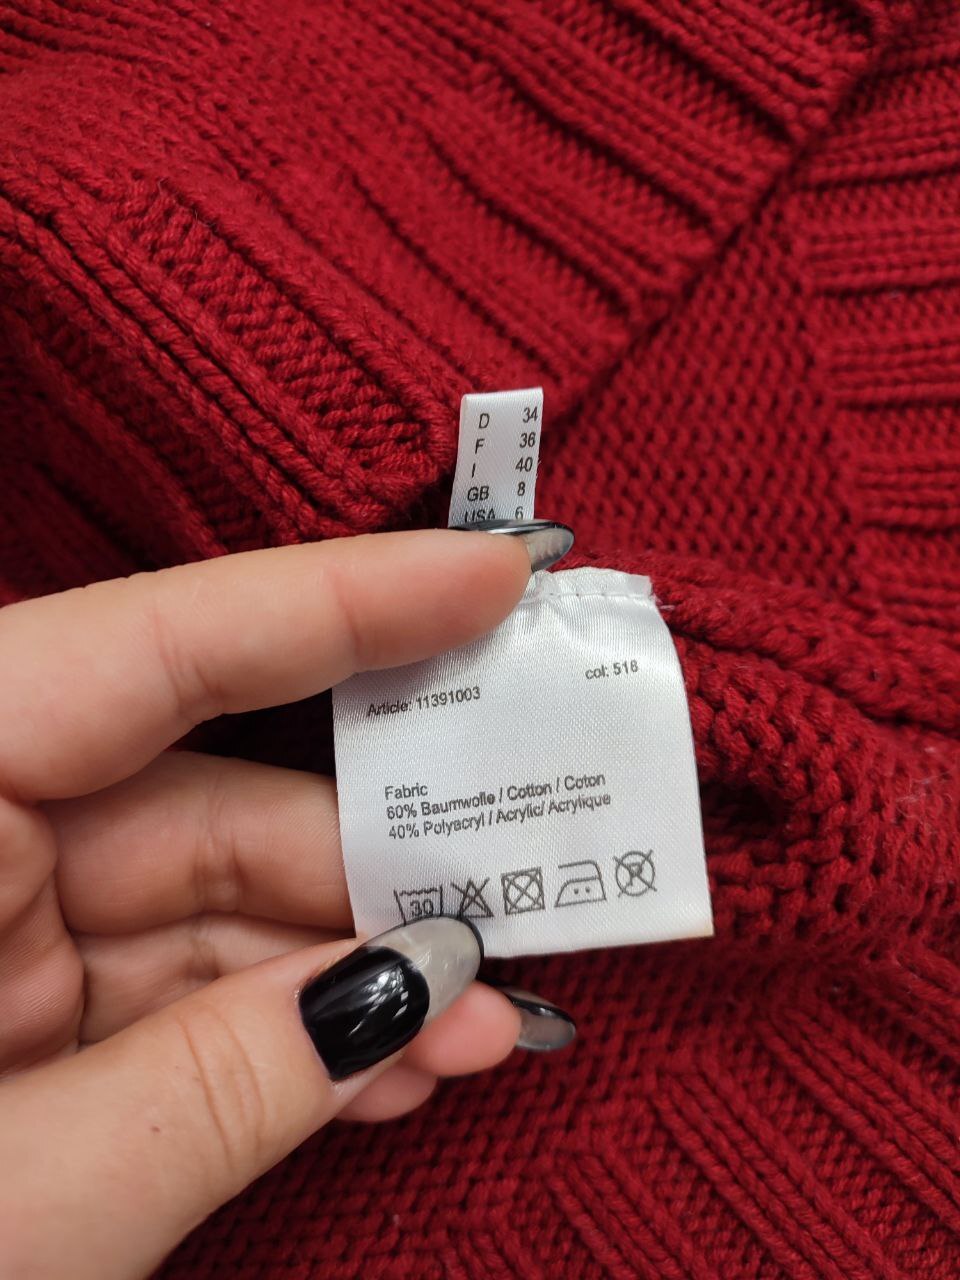 D 34
F 36
I 40
GB 8
USA 6
col: 518
Article: 11391003
Fabric
60% Baumwolle / Cotton / Coton
40% Polyacryl / Acrylic/ Acrylique
30
P